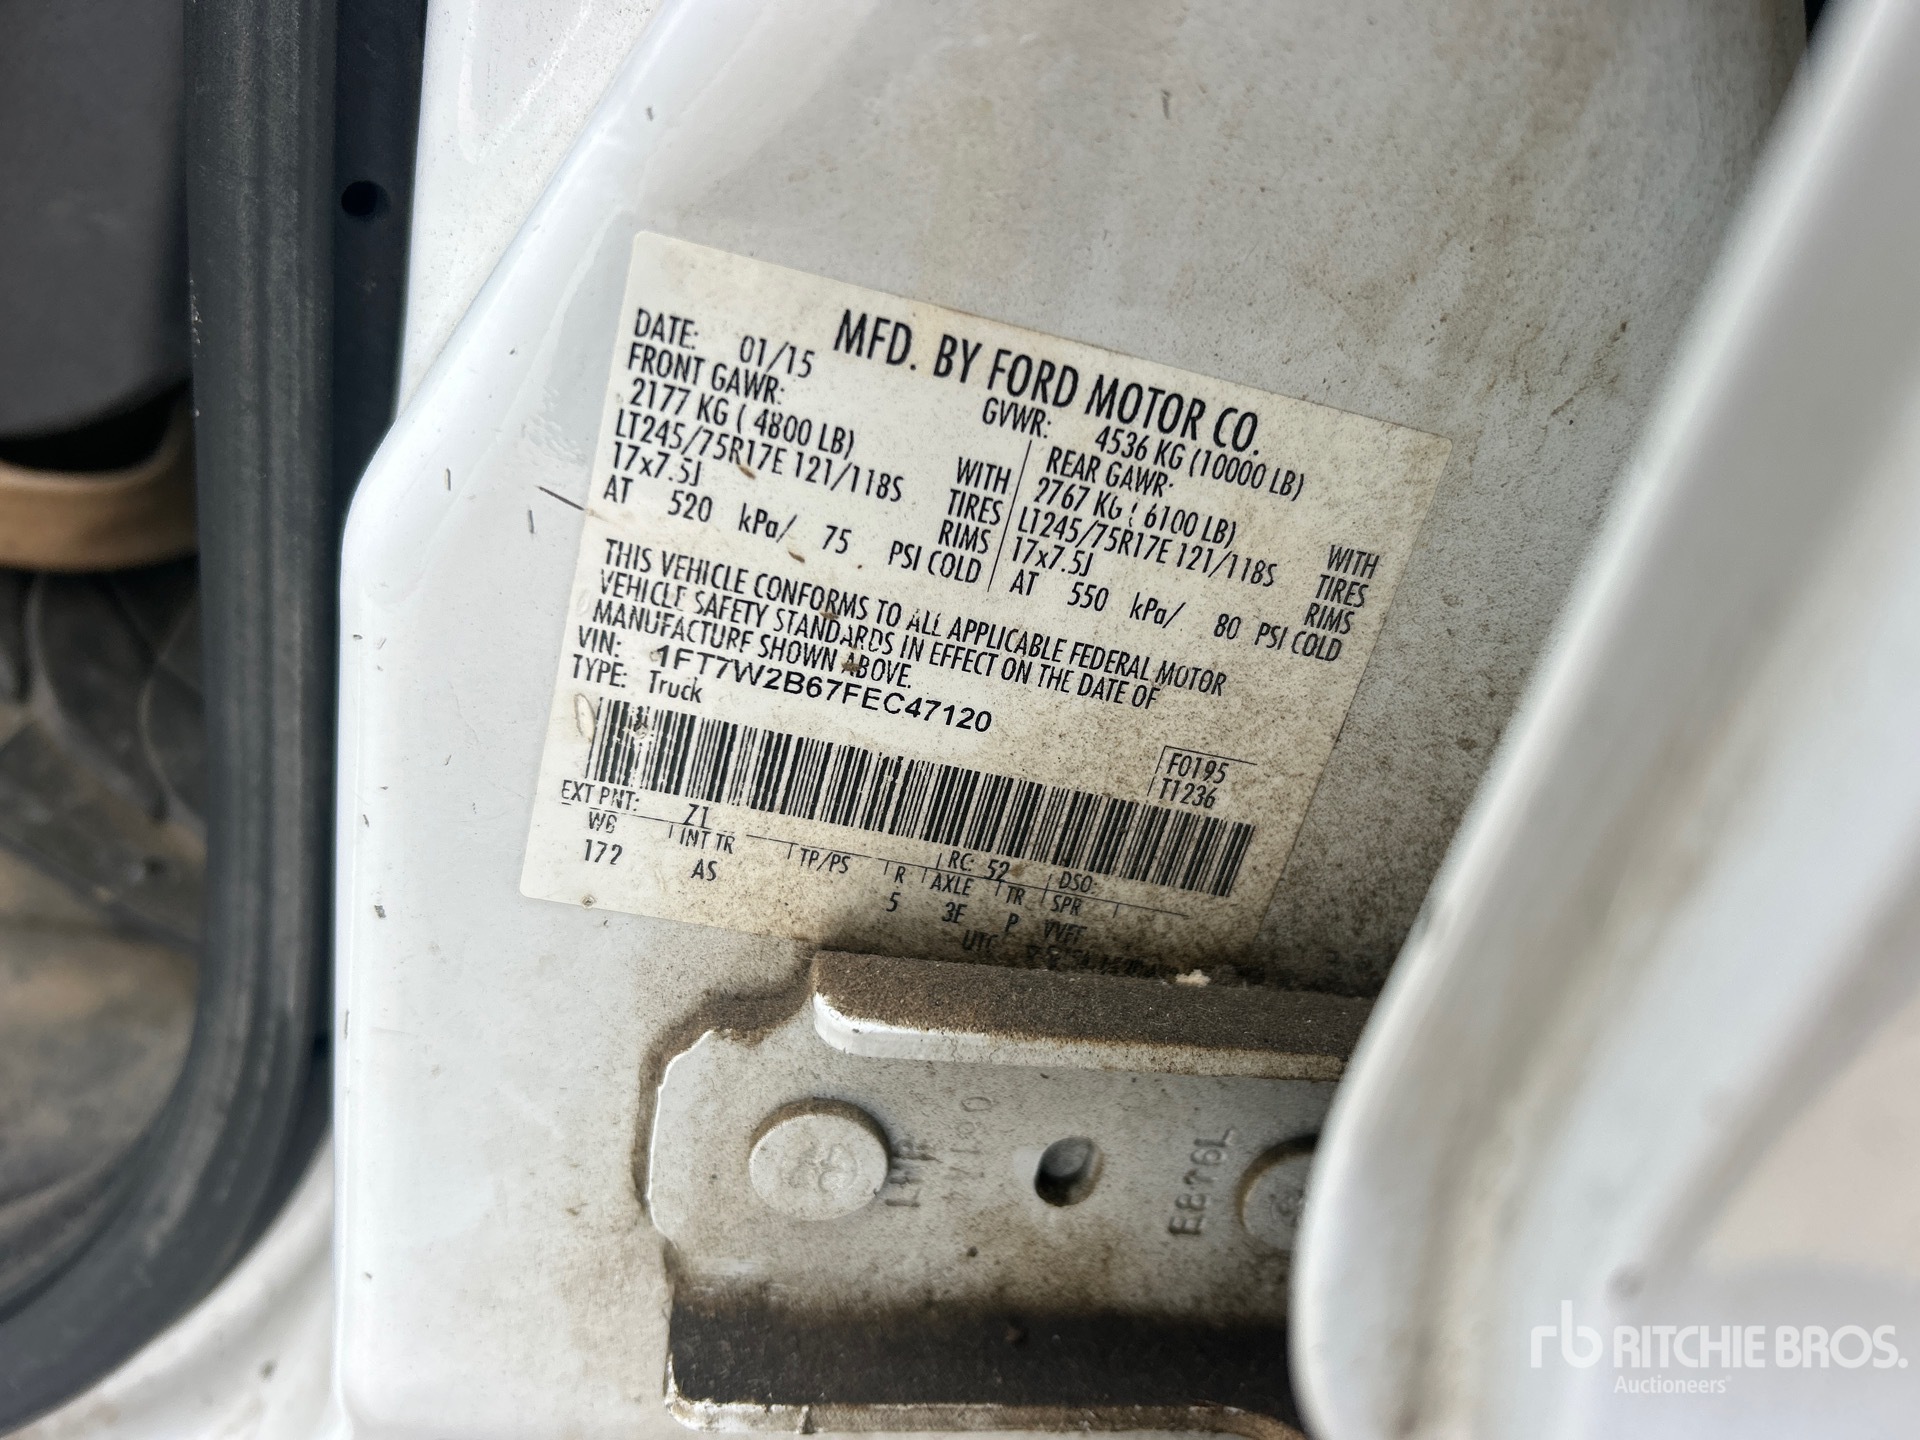 MFD. BY FORD MOTOR CO.
DATE: 01/15
GVWR: 4536 KG (10000 LB)
FRONT GAWR:
2177 KG ( 4800 LB) WITH
LT245/75R17E 121/118S TIRES
17x7.5J RIMS
AT 520 kPa/ 75 PSI COLD
REAR GAWR:
2767 KG ( 6100 LB) WITH
LT245/75R17E 121/118S TIRES
17x7.5J RIMS
AT 550 kPa/ 80 PSI COLD
THIS VEHICLE CONFORMS TO ALL APPLICABLE FEDERAL MOTOR
VEHICLE SAFETY STANDARDS IN EFFECT ON THE DATE OF
MANUFACTURE SHOWN ABOVE.
VIN: 1FT7W2B67FEC47120
TYPE: Truck
F0195
T1236
EXT PNT: Z1 RC: 52 DSO:
WB INT TR TP/PS R AXLE TR SPR
172 AS 5 3E P VVFF
UTC
rb RITCHIE BROS.
Auctioneers